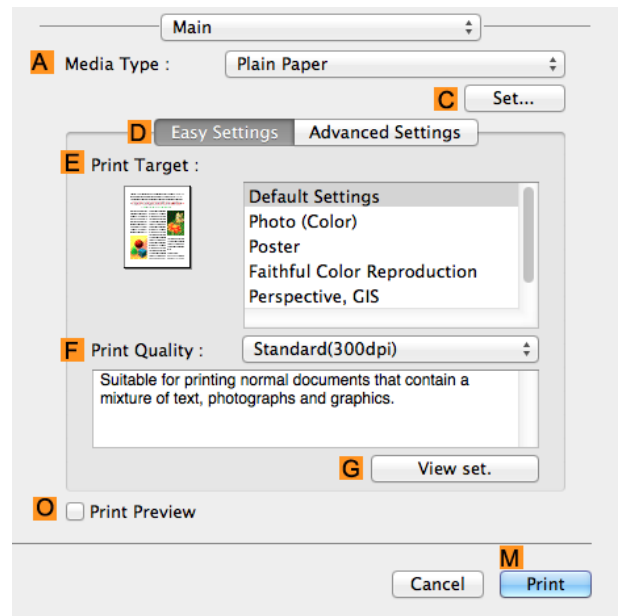 Main
A Media Type : Plain Paper
C Set...
D Easy Settings Advanced Settings
E Print Target :
Default Settings
Photo (Color)
Poster
Faithful Color Reproduction
Perspective, GIS
F Print Quality : Standard(300dpi)
Suitable for printing normal documents that contain a
mixture of text, photographs and graphics.
G View set.
O Print Preview
M
Cancel Print